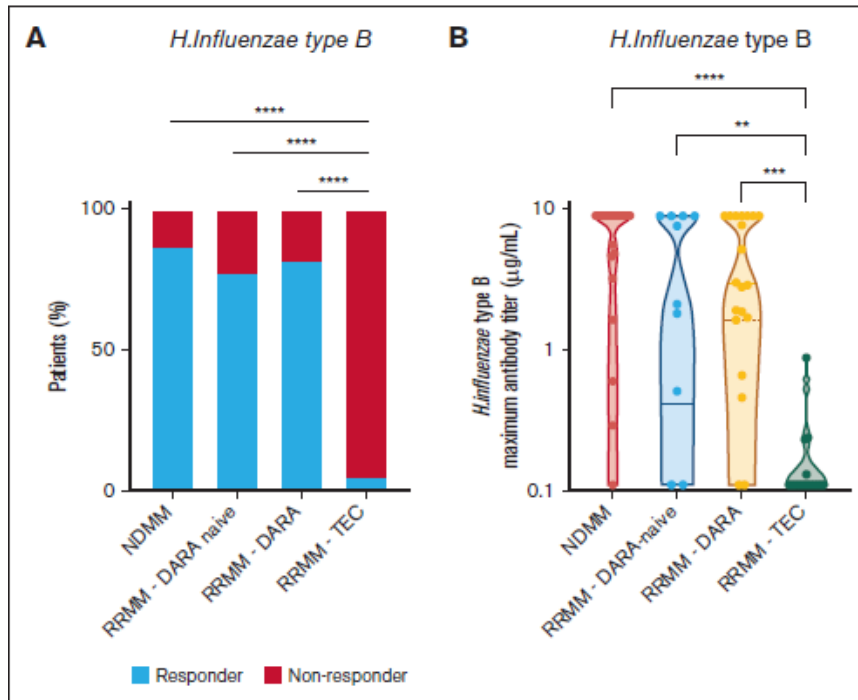 A
H.Influenzae type B
****
****
****
100
50
0
Patients (%)
NDMM
RRMM - DARA naive
RRMM - DARA
RRMM - TEC
Responder
Non-responder
B
H.Influenzae type B
****
**
***
10
1
0.1
H.influenzae type B
maximum antibody titer (µg/mL)
NDMM
RRMM - DARA-naive
RRMM - DARA
RRMM - TEC